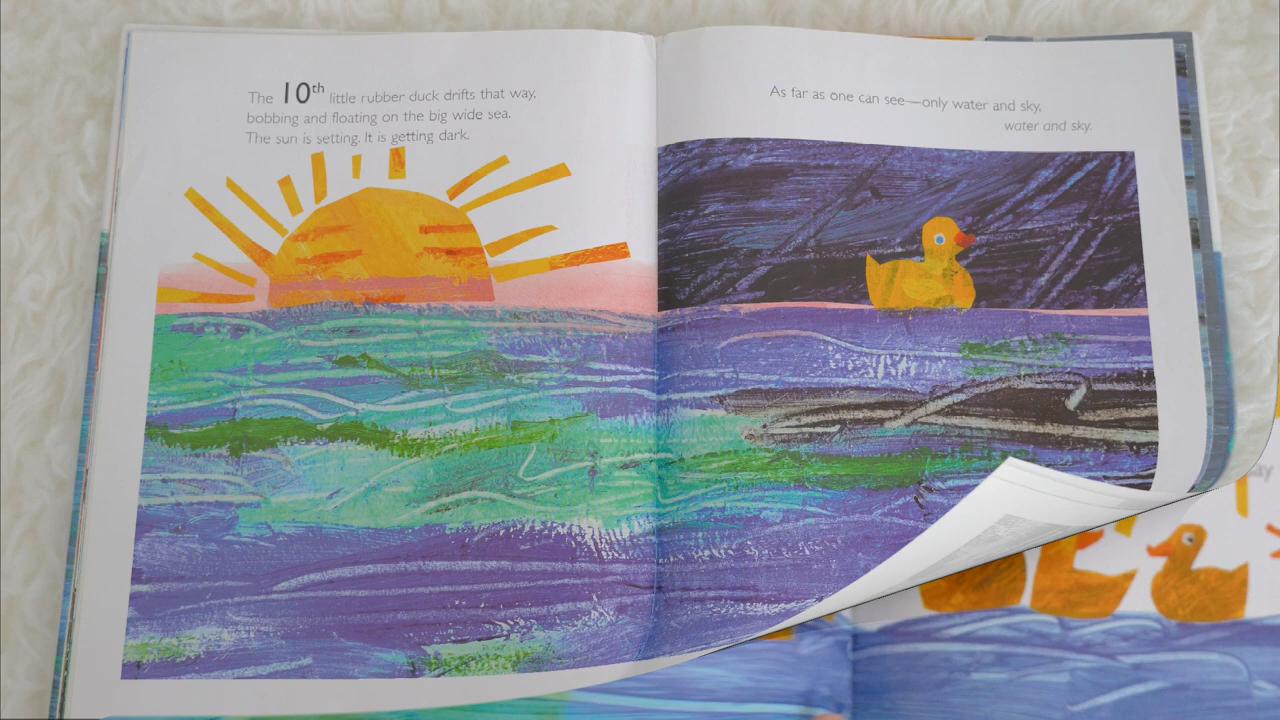 The 10th little rubber duck drifts that way,
bobbing and floating on the big wide sea.
The sun is setting. It is getting dark.
As far as one can see—only water and sky,
water and sky.